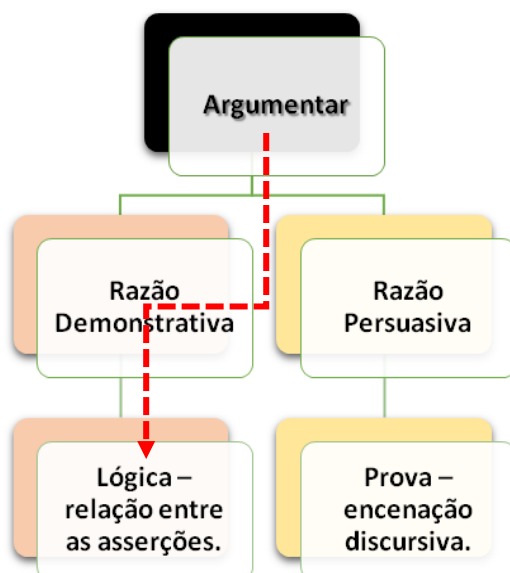 Argumentar
Razão
Demonstrativa
Razão
Persuasiva
Lógica –
relação entre
as asserções.
Prova –
encenação
discursiva.